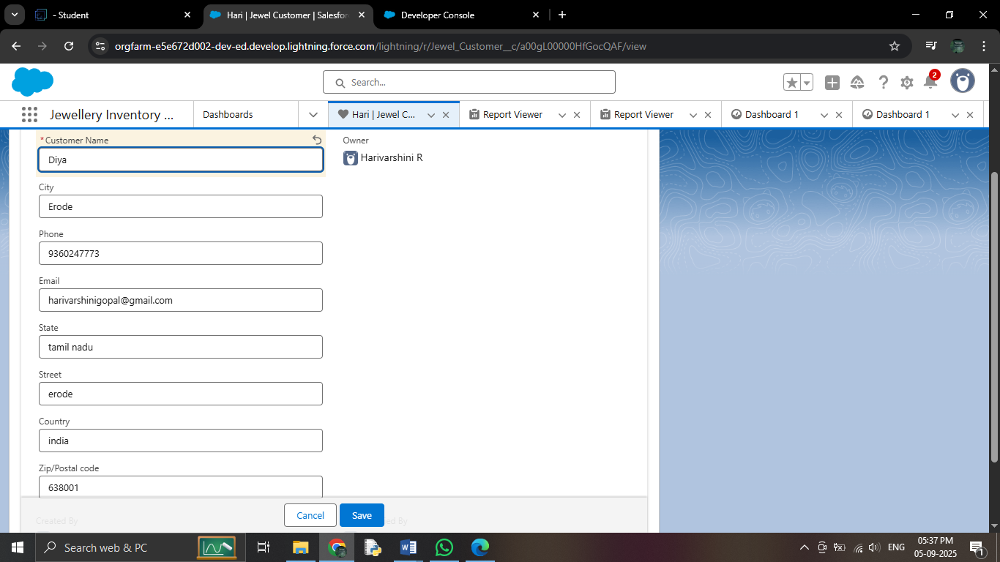 - Student
Hari | Jewel Customer | Salesfor
Developer Console
orgfarm-e5e672d002-dev-ed.develop.lightning.force.com/lightning/r/Jewel_Customer__c/a00gL00000HfGocQAF/view
Search...
2
Jewellery Inventory ...
Dashboards
Hari | Jewel C...
Report Viewer
Report Viewer
Dashboard 1
Dashboard 1
*Customer Name
Diya
Owner
Harivarshini R
City
Erode
Phone
9360247773
Email
harivarshinigopal@gmail.com
State
tamil nadu
Street
erode
Country
india
Zip/Postal code
638001
Cancel
Save
Created By
ed By
Search web & PC
ENG
05:37 PM
05-09-2025
1